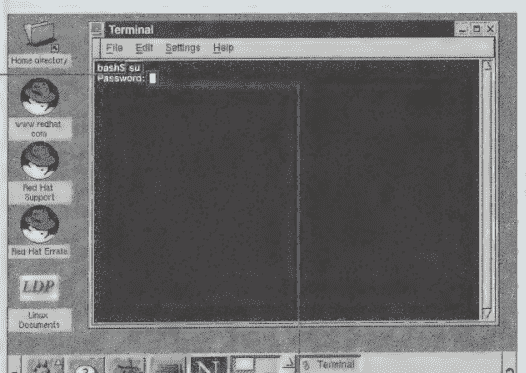 Terminal
File Edit Settings Help
bash$ su
Password:
Home directory
www.redhat
com
Red Hat
Support
Red Hat Errata
LDP
Linux
Documents
N
Terminal